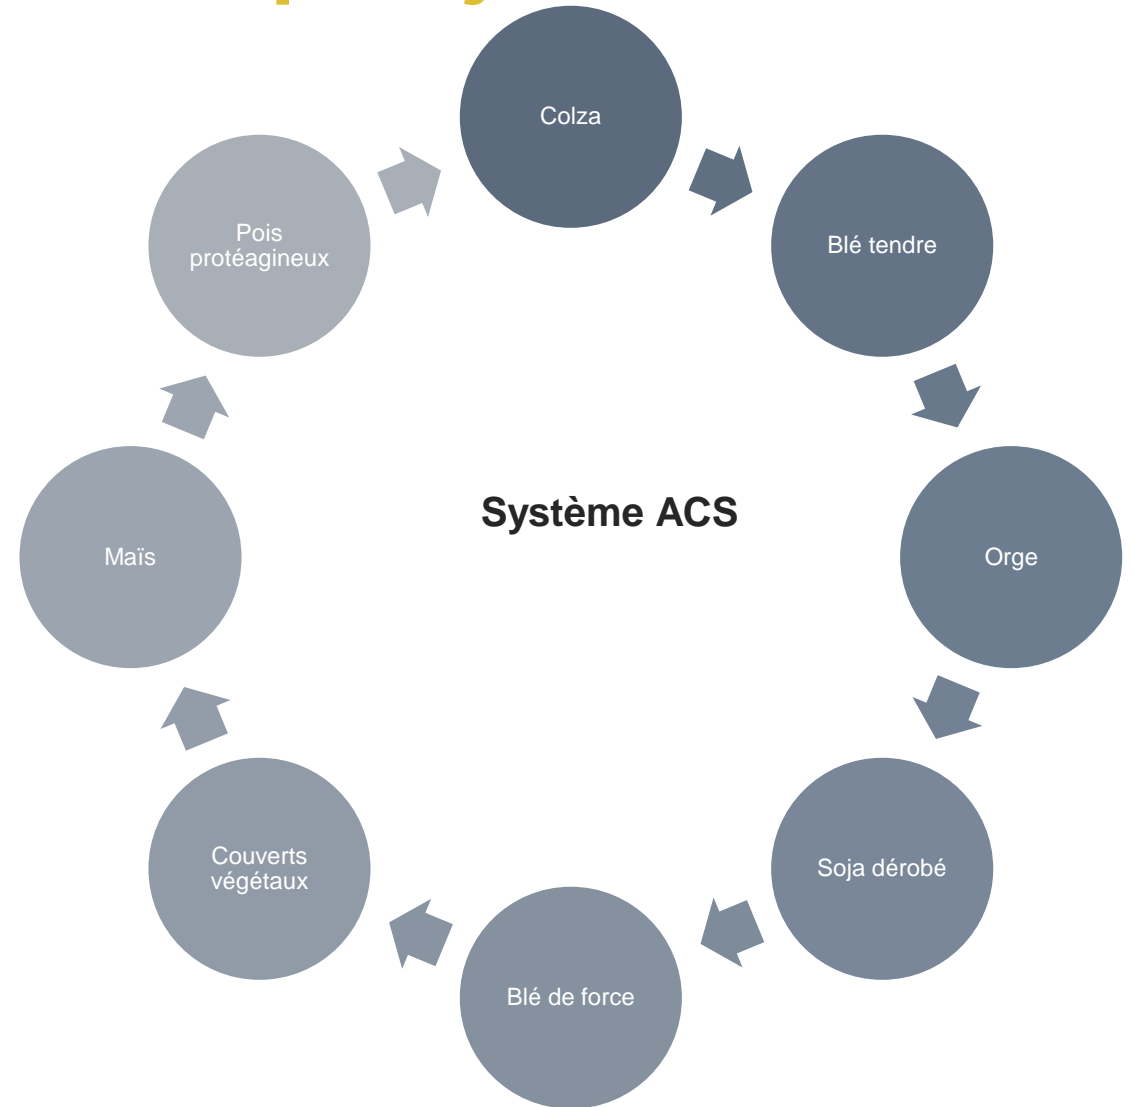 Colza
Blé tendre
Orge
Soja dérobé
Blé de force
Couverts
végétaux
Maïs
Pois
protéagineux
Système ACS